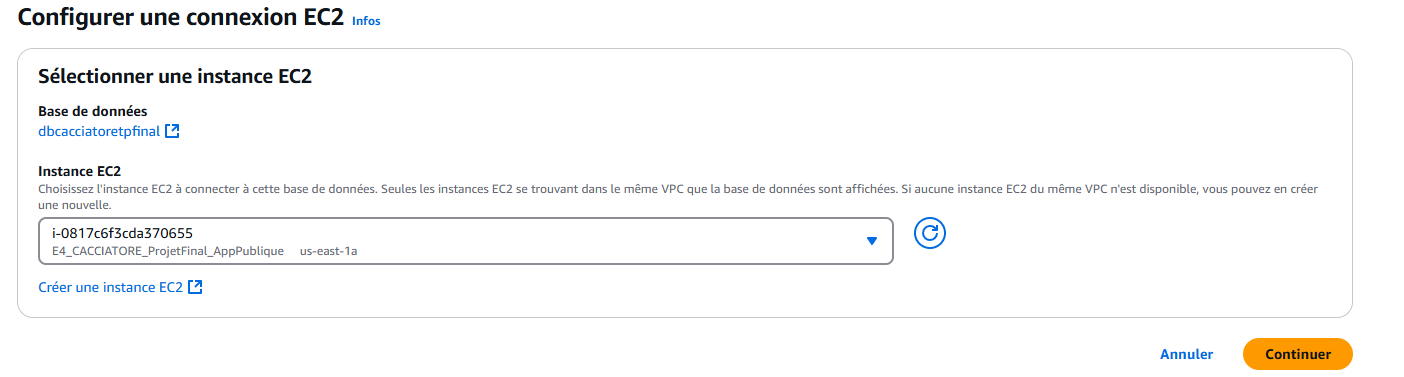 Configurer une connexion EC2 Infos
Sélectionner une instance EC2
Base de données
dbcacciatoretpfinal
Instance EC2
Choisissez l'instance EC2 à connecter à cette base de données. Seules les instances EC2 se trouvant dans le même VPC que la base de données sont affichées. Si aucune instance EC2 du même VPC n'est disponible, vous pouvez en créer
une nouvelle.
i-0817c6f3cda370655
E4_CACCIATORE_ProjetFinal_AppPublique us-east-1a
Créer une instance EC2
Annuler Continuer